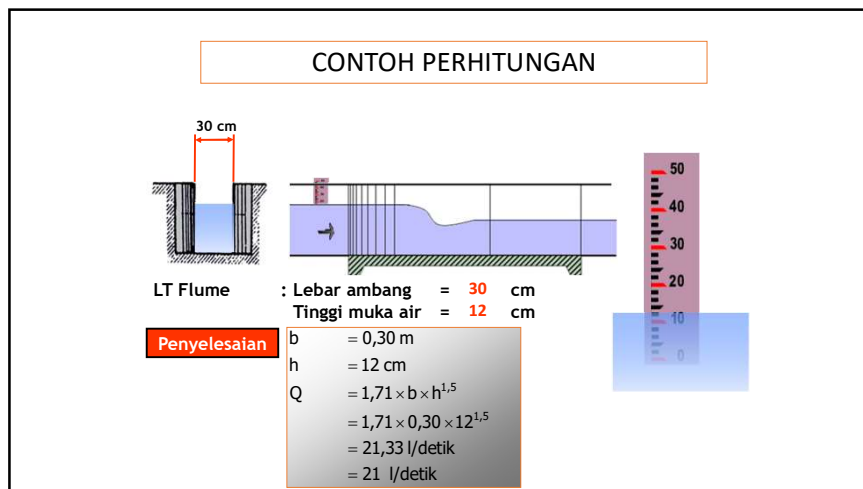 CONTOH PERHITUNGAN
30 cm
50
40
30
20
10
0
LT Flume : Lebar ambang = 30 cm
Tinggi muka air = 12 cm
Penyelesaian
b = 0,30 m
h = 12 cm
Q = 1,71 × b × h^1,5
= 1,71 × 0,30 × 12^1,5
= 21,33 l/detik
= 21 l/detik